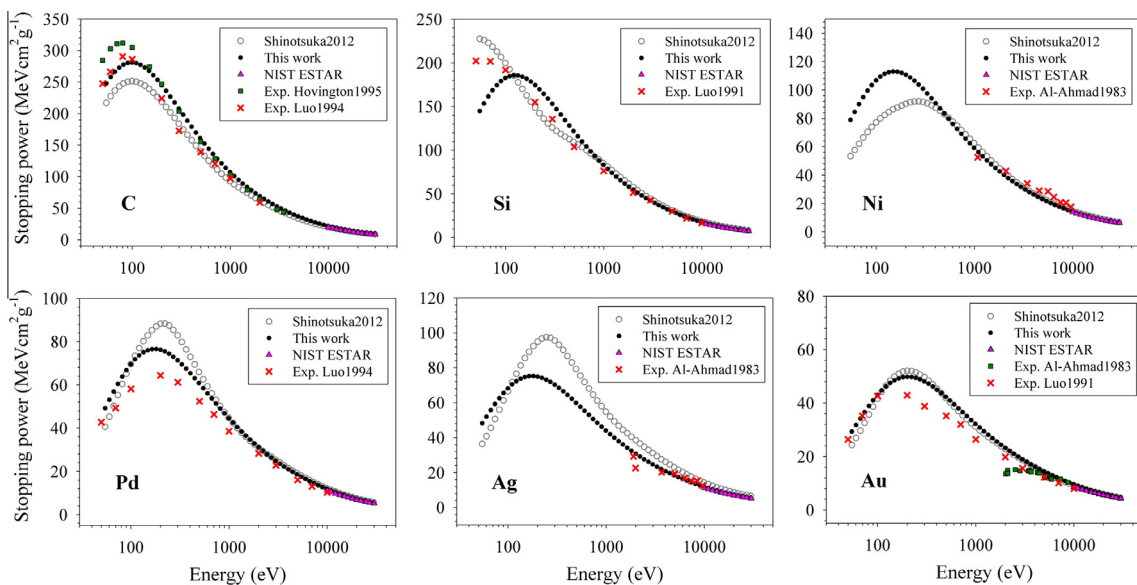 Stopping power (MeVcm²g⁻¹)
350
300
250
200
150
100
50
0
100 1000 10000
Shinotsuka2012
This work
NIST ESTAR
Exp. Hovington1995
Exp. Luo1994
C
250
200
150
100
50
0
100 1000 10000
Shinotsuka2012
This work
NIST ESTAR
Exp. Luo1991
Si
140
120
100
80
60
40
20
0
100 1000 10000
Shinotsuka2012
This work
NIST ESTAR
Exp. Al-Ahmad1983
Ni
Stopping power (MeVcm²g⁻¹)
100
80
60
40
20
0
100 1000 10000
Shinotsuka2012
This work
NIST ESTAR
Exp. Luo1994
Pd
Energy (eV)
120
100
80
60
40
20
0
100 1000 10000
Shinotsuka2012
This work
NIST ESTAR
Exp. Al-Ahmad1983
Ag
Energy (eV)
80
60
40
20
0
100 1000 10000
Shinotsuka2012
This work
NIST ESTAR
Exp. Al-Ahmad1983
Exp. Luo1991
Au
Energy (eV)